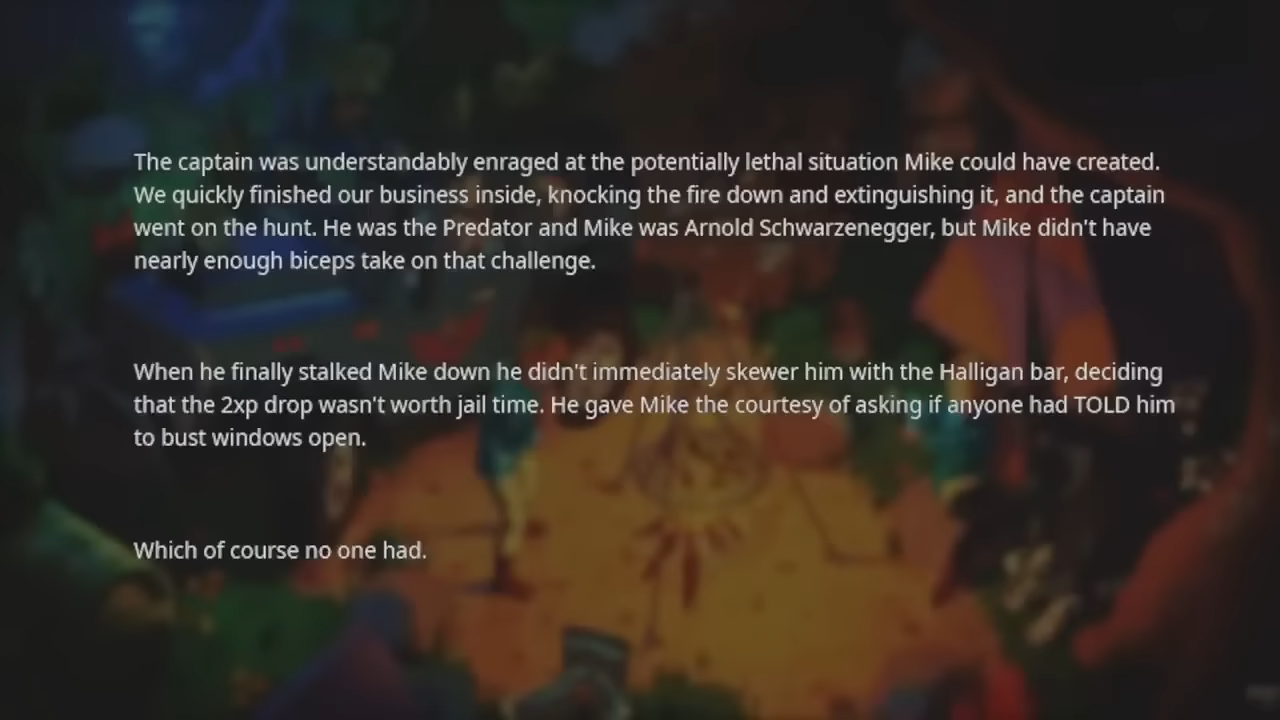 The captain was understandably enraged at the potentially lethal situation Mike could have created.
We quickly finished our business inside, knocking the fire down and extinguishing it, and the captain
went on the hunt. He was the Predator and Mike was Arnold Schwarzenegger, but Mike didn't have
nearly enough biceps take on that challenge.
When he finally stalked Mike down he didn't immediately skewer him with the Halligan bar, deciding
that the 2xp drop wasn't worth jail time. He gave Mike the courtesy of asking if anyone had TOLD him
to bust windows open.
Which of course no one had.